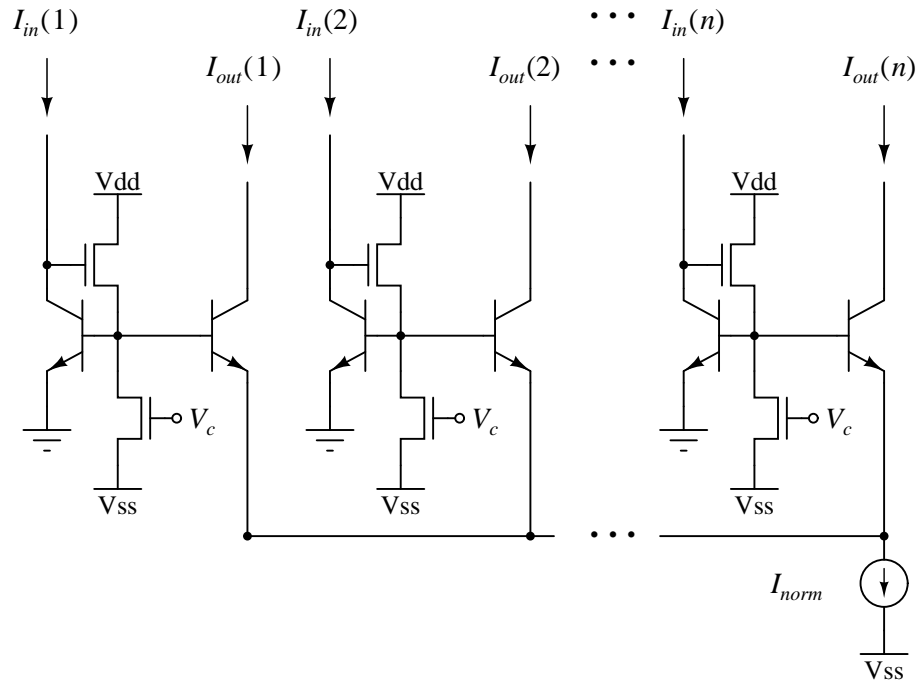 I_in(1) I_in(2) • • • I_in(n)
I_out(1) I_out(2) • • • I_out(n)
Vdd Vdd Vdd
V_c V_c V_c
Vss Vss Vss
• • •
I_norm
Vss